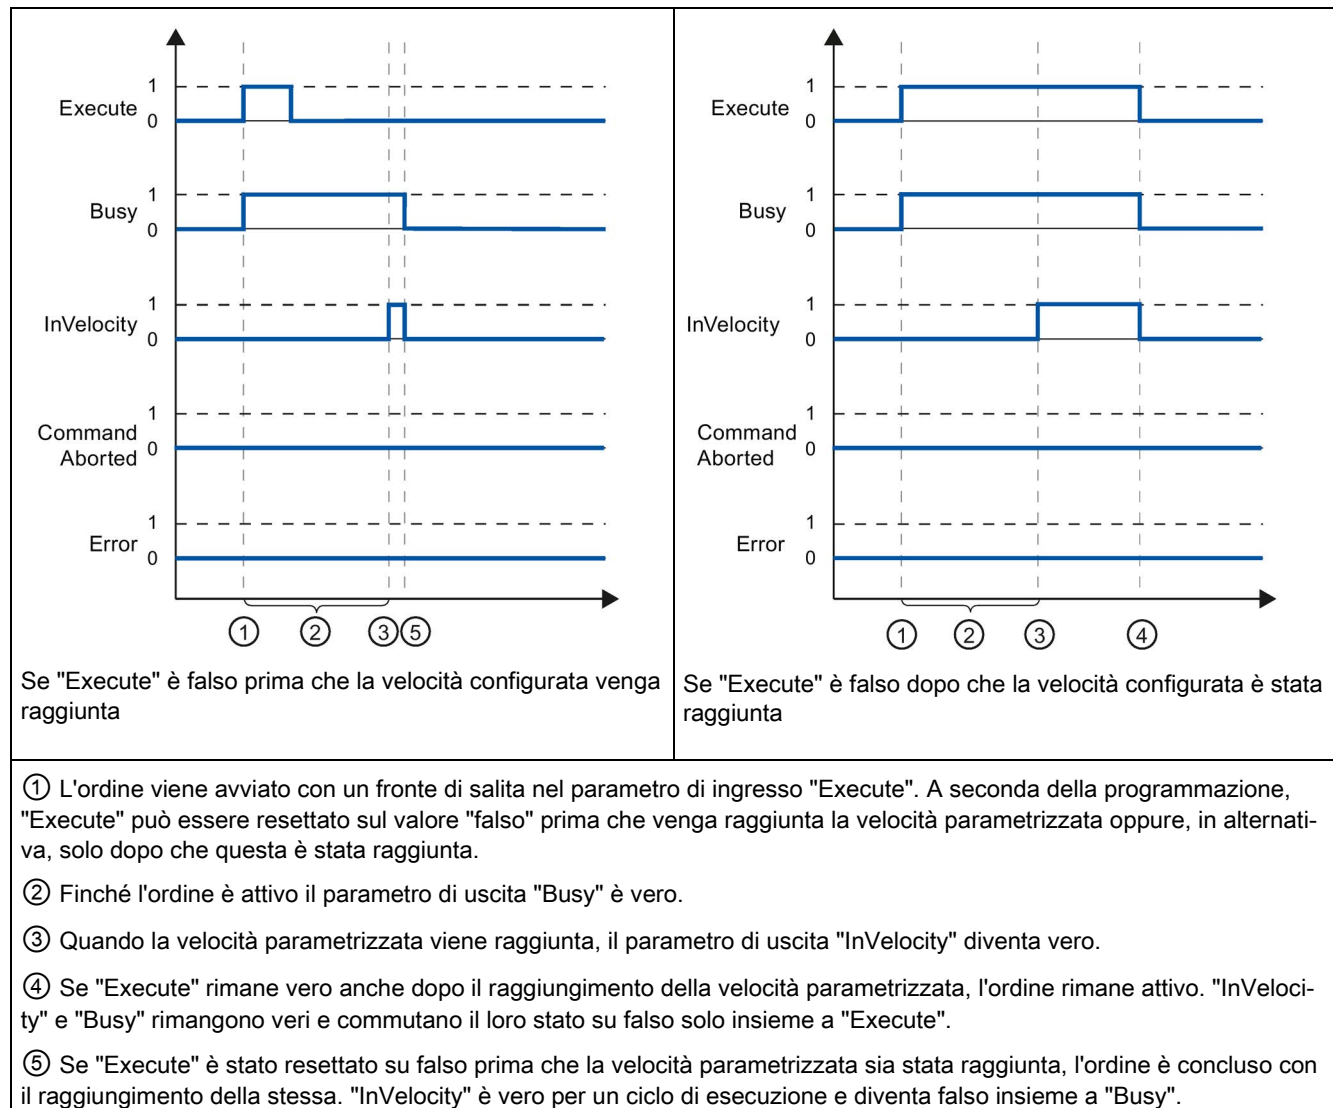 1
Execute
0
1
Busy
0
1
InVelocity
0
1
Command
Aborted
0
1
Error
0
① ② ③⑤
Se "Execute" è falso prima che la velocità configurata venga
raggiunta
1
Execute
0
1
Busy
0
1
InVelocity
0
1
Command
Aborted
0
1
Error
0
① ② ③ ④
Se "Execute" è falso dopo che la velocità configurata è stata
raggiunta
① L'ordine viene avviato con un fronte di salita nel parametro di ingresso "Execute". A seconda della programmazione,
"Execute" può essere resettato sul valore "falso" prima che venga raggiunta la velocità parametrizzata oppure, in alternati-
va, solo dopo che questa è stata raggiunta.
② Finché l'ordine è attivo il parametro di uscita "Busy" è vero.
③ Quando la velocità parametrizzata viene raggiunta, il parametro di uscita "InVelocity" diventa vero.
④ Se "Execute" rimane vero anche dopo il raggiungimento della velocità parametrizzata, l'ordine rimane attivo. "InVeloci-
ty" e "Busy" rimangono veri e commutano il loro stato su falso solo insieme a "Execute".
⑤ Se "Execute" è stato resettato su falso prima che la velocità parametrizzata sia stata raggiunta, l'ordine è concluso con
il raggiungimento della stessa. "InVelocity" è vero per un ciclo di esecuzione e diventa falso insieme a "Busy".